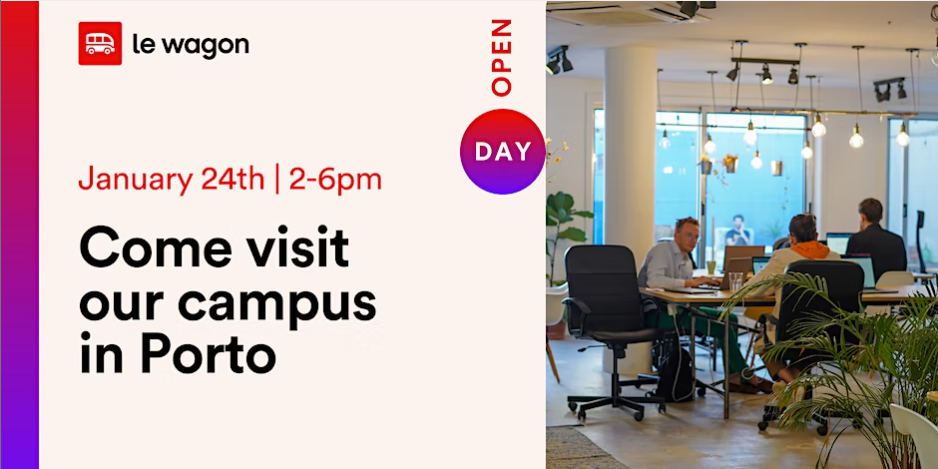 le wagon
OPEN
DAY
January 24th | 2-6pm
Come visit
our campus
in Porto